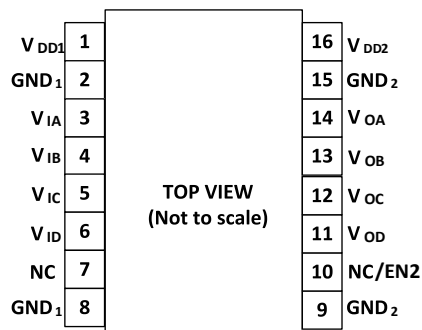 V DD1 1 16 V DD2
GND 1 2 15 GND 2
V IA 3 14 V OA
V IB 4 13 V OB
V IC 5 12 V OC
V ID 6 11 V OD
TOP VIEW
(Not to scale)
NC 7 10 NC/EN2
GND 1 8 9 GND 2